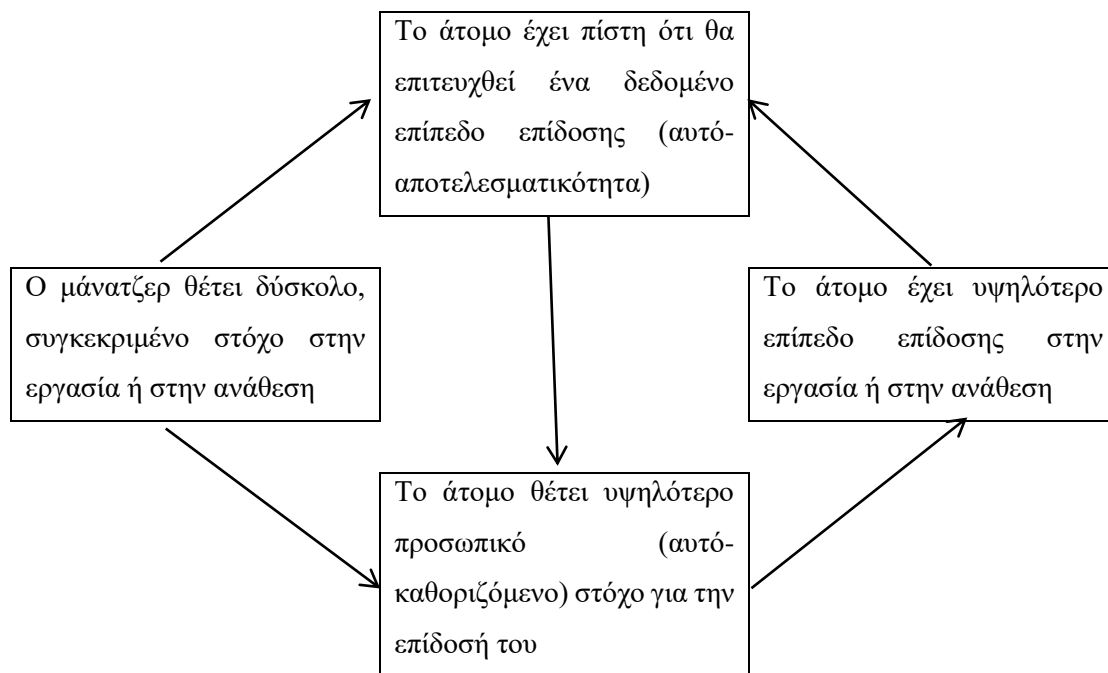 Το άτομο έχει πίστη ότι θα
επιτευχθεί ένα δεδομένο
επίπεδο επίδοσης (αυτό-
αποτελεσματικότητα)
Ο μάνατζερ θέτει δύσκολο,
συγκεκριμένο στόχο στην
εργασία ή στην ανάθεση
Το άτομο έχει υψηλότερο
επίπεδο επίδοσης στην
εργασία ή στην ανάθεση
Το άτομο θέτει υψηλότερο
προσωπικό (αυτό-
καθοριζόμενο) στόχο για την
επίδοσή του